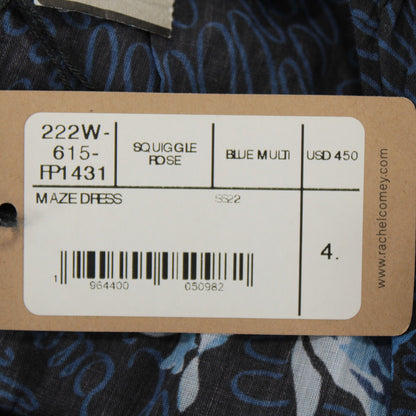 222W-
615-
FP1431
SQUIGGLE
ROSE
BLUE MULTI
USD 450
MAZE DRESS
SS22
4.
1 964400 050982
www.rachelcomey.com